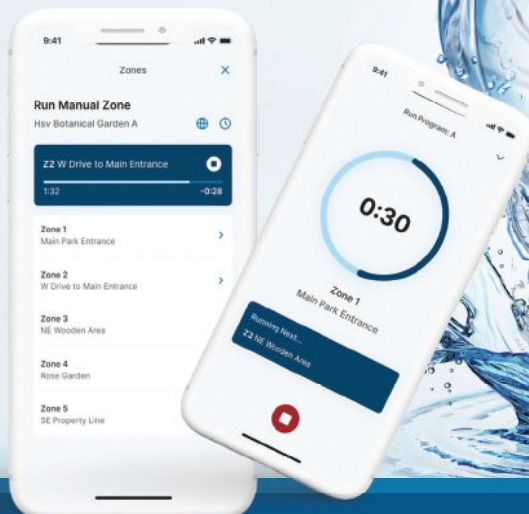 9:41
Zones
X
Run Manual Zone
Hsv Botanical Garden A
Z2 W Drive to Main Entrance
1:32 -0:28
Zone 1
Main Park Entrance
Zone 2
W Drive to Main Entrance
Zone 3
NE Wooden Area
Zone 4
Rose Garden
Zone 5
SE Property Line
9:41
Run Program: A
0:30
Zone 1
Main Park Entrance
Running Next...
Z3 NE Wooden Area